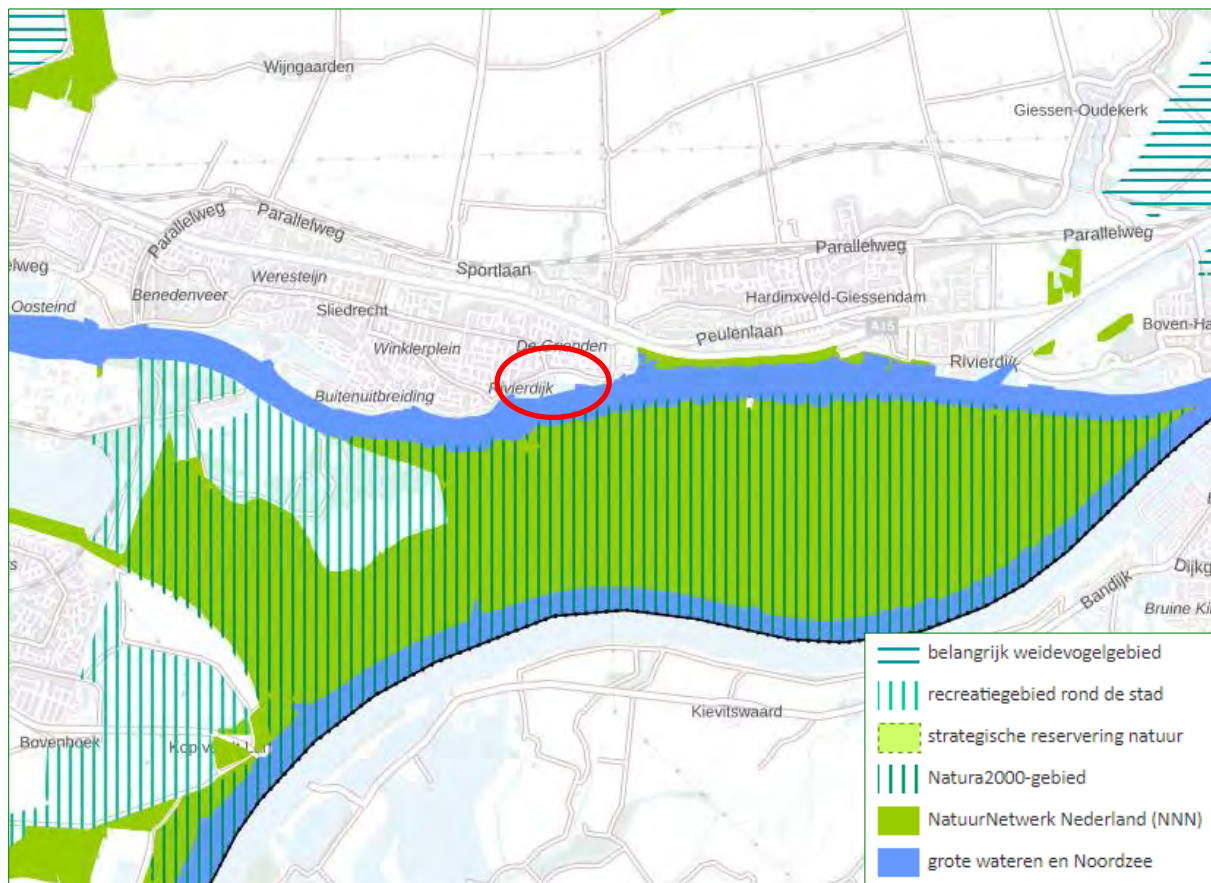 Wijngaarden
Giessen-Oudekerk
Parallelweg
Parallelweg
Parallelweg
Parallelweg
elweg
Sportlaan
Weresteijn
Benedenveer
Oosteind
Sliedrecht
Hardinxveld-Giessendam
Peulenlaan
A15
Boven-Ha
De Grienden
Winklerplein
Rivierdijk
Rivierdijk
Buitenuitbreiding
Dijkg
Bandijk
Bruine Ki
Kievitswaard
Bovenhoek
belangrijk weidevogelgebied
recreatiegebied rond de stad
strategische reservering natuur
Natura2000-gebied
NatuurNetwerk Nederland (NNN)
grote wateren en Noordzee